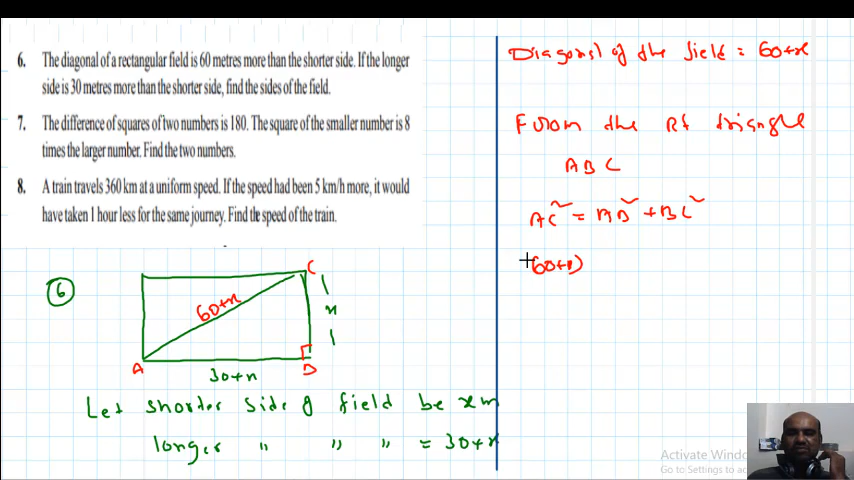 6. The diagonal of a rectangular field is 60 metres more than the shorter side. If the longer
side is 30 metres more than the shorter side, find the sides of the field.
7. The difference of squares of two numbers is 180. The square of the smaller number is 8
times the larger number. Find the two numbers.
8. A train travels 360 km at a uniform speed. If the speed had been 5 km/h more, it would
have taken 1 hour less for the same journey. Find the speed of the train.
6
C
60+x
x
A
B
30+x
Let shorter side of field be x m
longer " " " = 30+x
Diagonal of the field = 60+x
From the Rt triangle
ABC
AC² = AB² + BC²
(60+x)
Activate Windows
Go to Settings to ac